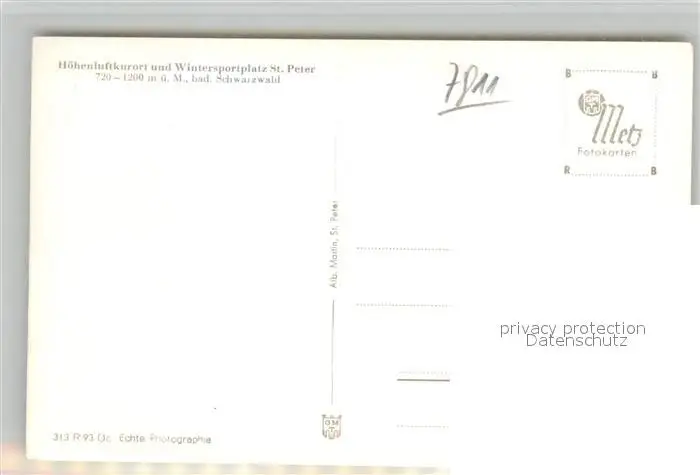 Höhenluftkurort und Wintersportplatz St. Peter
720–1200 m ü. M., bad. Schwarzwald
7811
B B
Metz
Fotokarten
R B
Alb. Martin, St. Peter
privacy protection
Datenschutz
GM
313 R 93 Echte Photographie